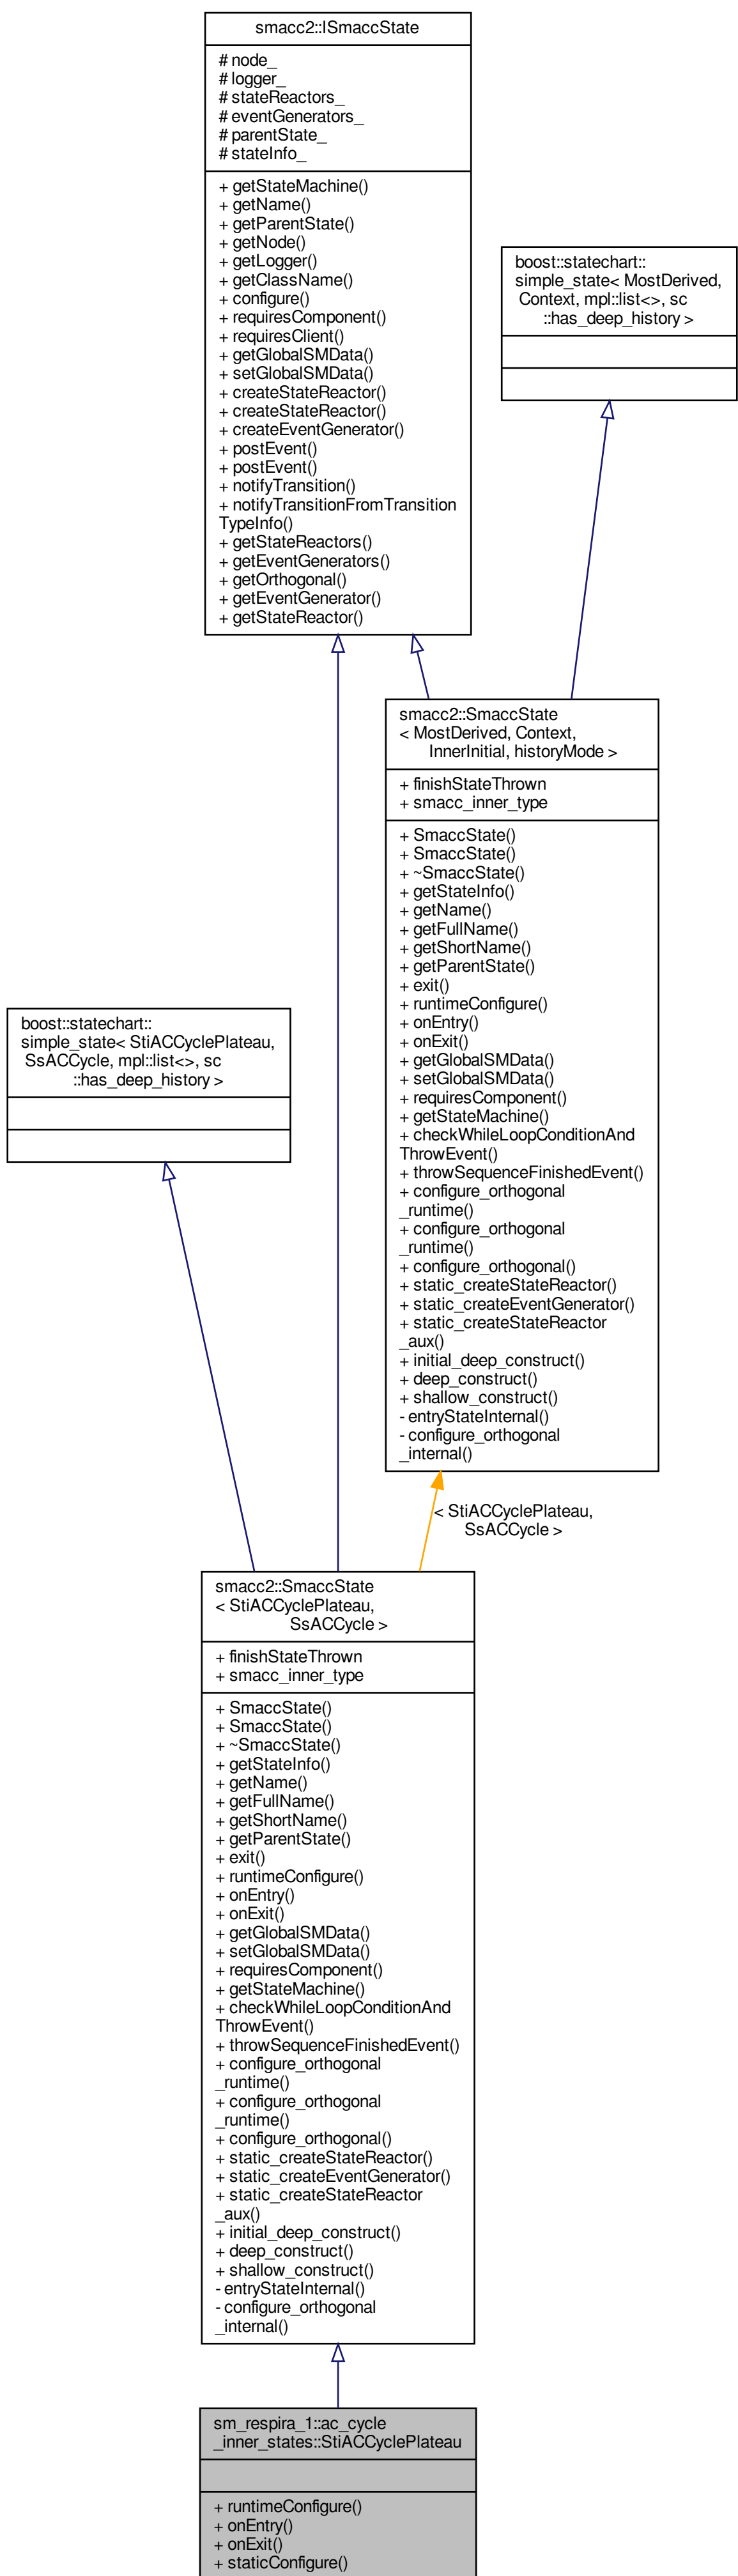 smacc2::ISmaccState
# node_
# logger_
# stateReactors_
# eventGenerators_
# parentState_
# stateInfo_
+ getStateMachine()
+ getName()
+ getParentState()
+ getNode()
+ getLogger()
+ getClassName()
+ configure()
+ requiresComponent()
+ requiresClient()
+ getGlobalSMData()
+ setGlobalSMData()
+ createStateReactor()
+ createStateReactor()
+ createEventGenerator()
+ postEvent()
+ postEvent()
+ notifyTransition()
+ notifyTransitionFromTransition
TypeInfo()
+ getStateReactors()
+ getEventGenerators()
+ getOrthogonal()
+ getEventGenerator()
+ getStateReactor()
boost::statechart::
simple_state< MostDerived,
Context, mpl::list<>, sc
::has_deep_history >
smacc2::SmaccState
< MostDerived, Context,
InnerInitial, historyMode >
+ finishStateThrown
+ smacc_inner_type
+ SmaccState()
+ SmaccState()
+ ~SmaccState()
+ getStateInfo()
+ getName()
+ getFullName()
+ getShortName()
+ getParentState()
+ exit()
+ runtimeConfigure()
+ onEntry()
+ onExit()
+ getGlobalSMData()
+ setGlobalSMData()
+ requiresComponent()
+ getStateMachine()
+ checkWhileLoopConditionAnd
ThrowEvent()
+ throwSequenceFinishedEvent()
+ configure_orthogonal
_runtime()
+ configure_orthogonal
_runtime()
+ configure_orthogonal()
+ static_createStateReactor()
+ static_createEventGenerator()
+ static_createStateReactor
_aux()
+ initial_deep_construct()
+ deep_construct()
+ shallow_construct()
- entryStateInternal()
- configure_orthogonal
_internal()
boost::statechart::
simple_state< StiACCyclePlateau,
SsACCycle, mpl::list<>, sc
::has_deep_history >
< StiACCyclePlateau,
SsACCycle >
smacc2::SmaccState
< StiACCyclePlateau,
SsACCycle >
+ finishStateThrown
+ smacc_inner_type
+ SmaccState()
+ SmaccState()
+ ~SmaccState()
+ getStateInfo()
+ getName()
+ getFullName()
+ getShortName()
+ getParentState()
+ exit()
+ runtimeConfigure()
+ onEntry()
+ onExit()
+ getGlobalSMData()
+ setGlobalSMData()
+ requiresComponent()
+ getStateMachine()
+ checkWhileLoopConditionAnd
ThrowEvent()
+ throwSequenceFinishedEvent()
+ configure_orthogonal
_runtime()
+ configure_orthogonal
_runtime()
+ configure_orthogonal()
+ static_createStateReactor()
+ static_createEventGenerator()
+ static_createStateReactor
_aux()
+ initial_deep_construct()
+ deep_construct()
+ shallow_construct()
- entryStateInternal()
- configure_orthogonal
_internal()
sm_respira_1::ac_cycle
_inner_states::StiACCyclePlateau
+ runtimeConfigure()
+ onEntry()
+ onExit()
+ staticConfigure()